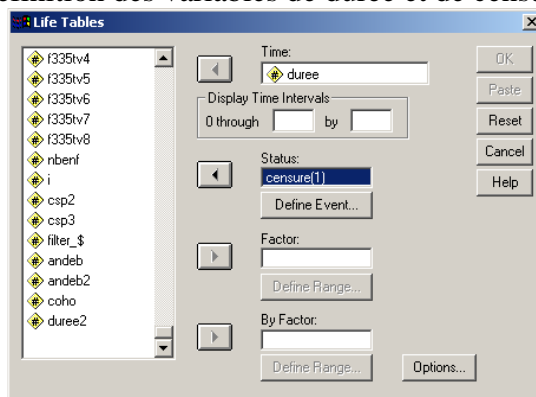 Life Tables
f335tv4
f335tv5
f335tv6
f335tv7
f335tv8
nbenf
i
csp2
csp3
filter_$
andeb
andeb2
coho
duree2
Time:
duree
Display Time Intervals
0 through by
Status:
censure(1)
Define Event...
Factor:
Define Range...
By Factor:
Define Range...
Options...
OK
Paste
Reset
Cancel
Help